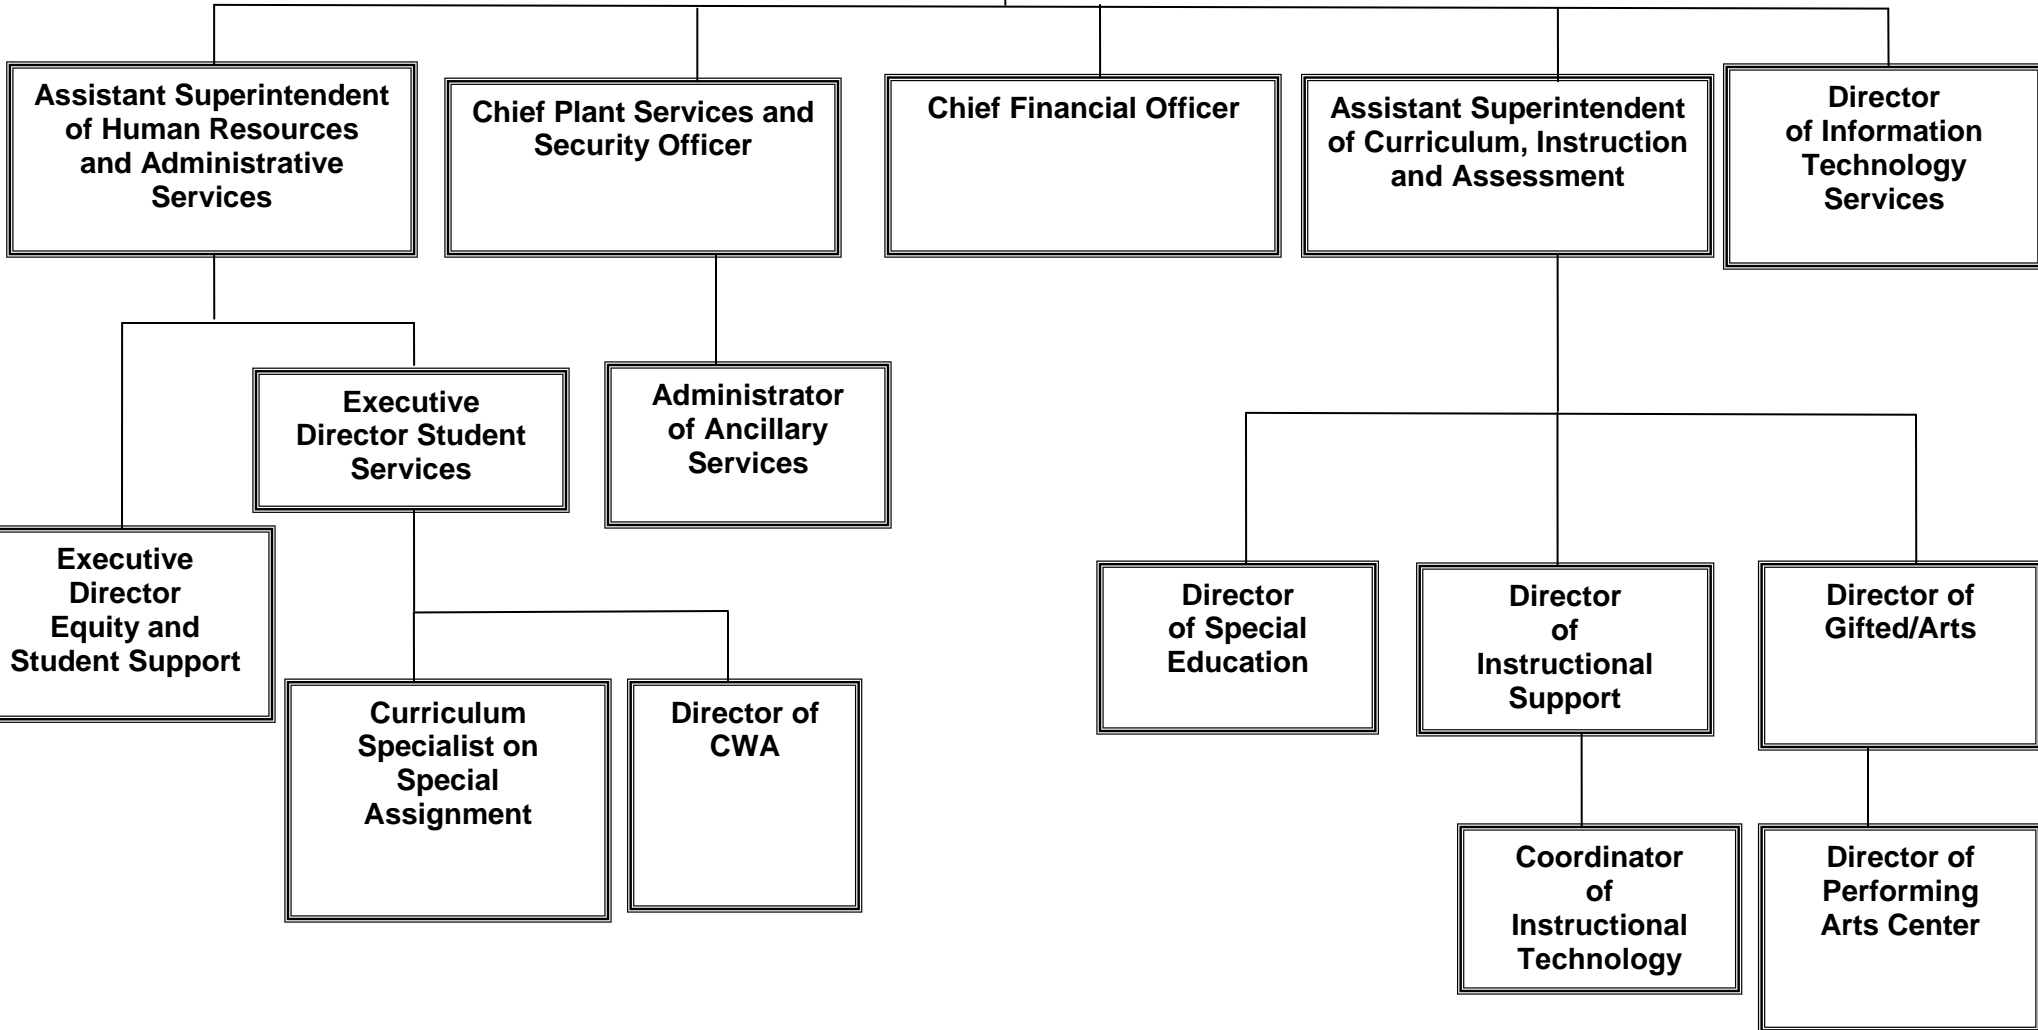 Assistant Superintendent
of Human Resources
and Administrative
Services
Chief Plant Services and
Security Officer
Chief Financial Officer
Assistant Superintendent
of Curriculum, Instruction
and Assessment
Director
of Information
Technology
Services
Executive
Director Student
Services
Administrator
of Ancillary
Services
Executive
Director
Equity and
Student Support
Director
of Special
Education
Director
of
Instructional
Support
Director of
Gifted/Arts
Curriculum
Specialist on
Special
Assignment
Director of
CWA
Coordinator
of
Instructional
Technology
Director of
Performing
Arts Center